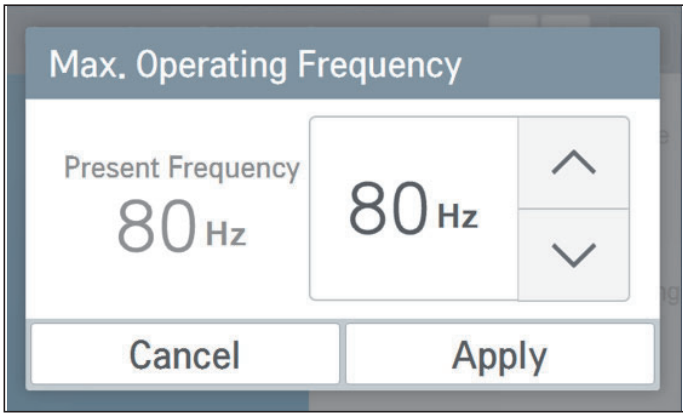 Max. Operating Frequency
Present Frequency
80 Hz
80 Hz
Cancel
Apply